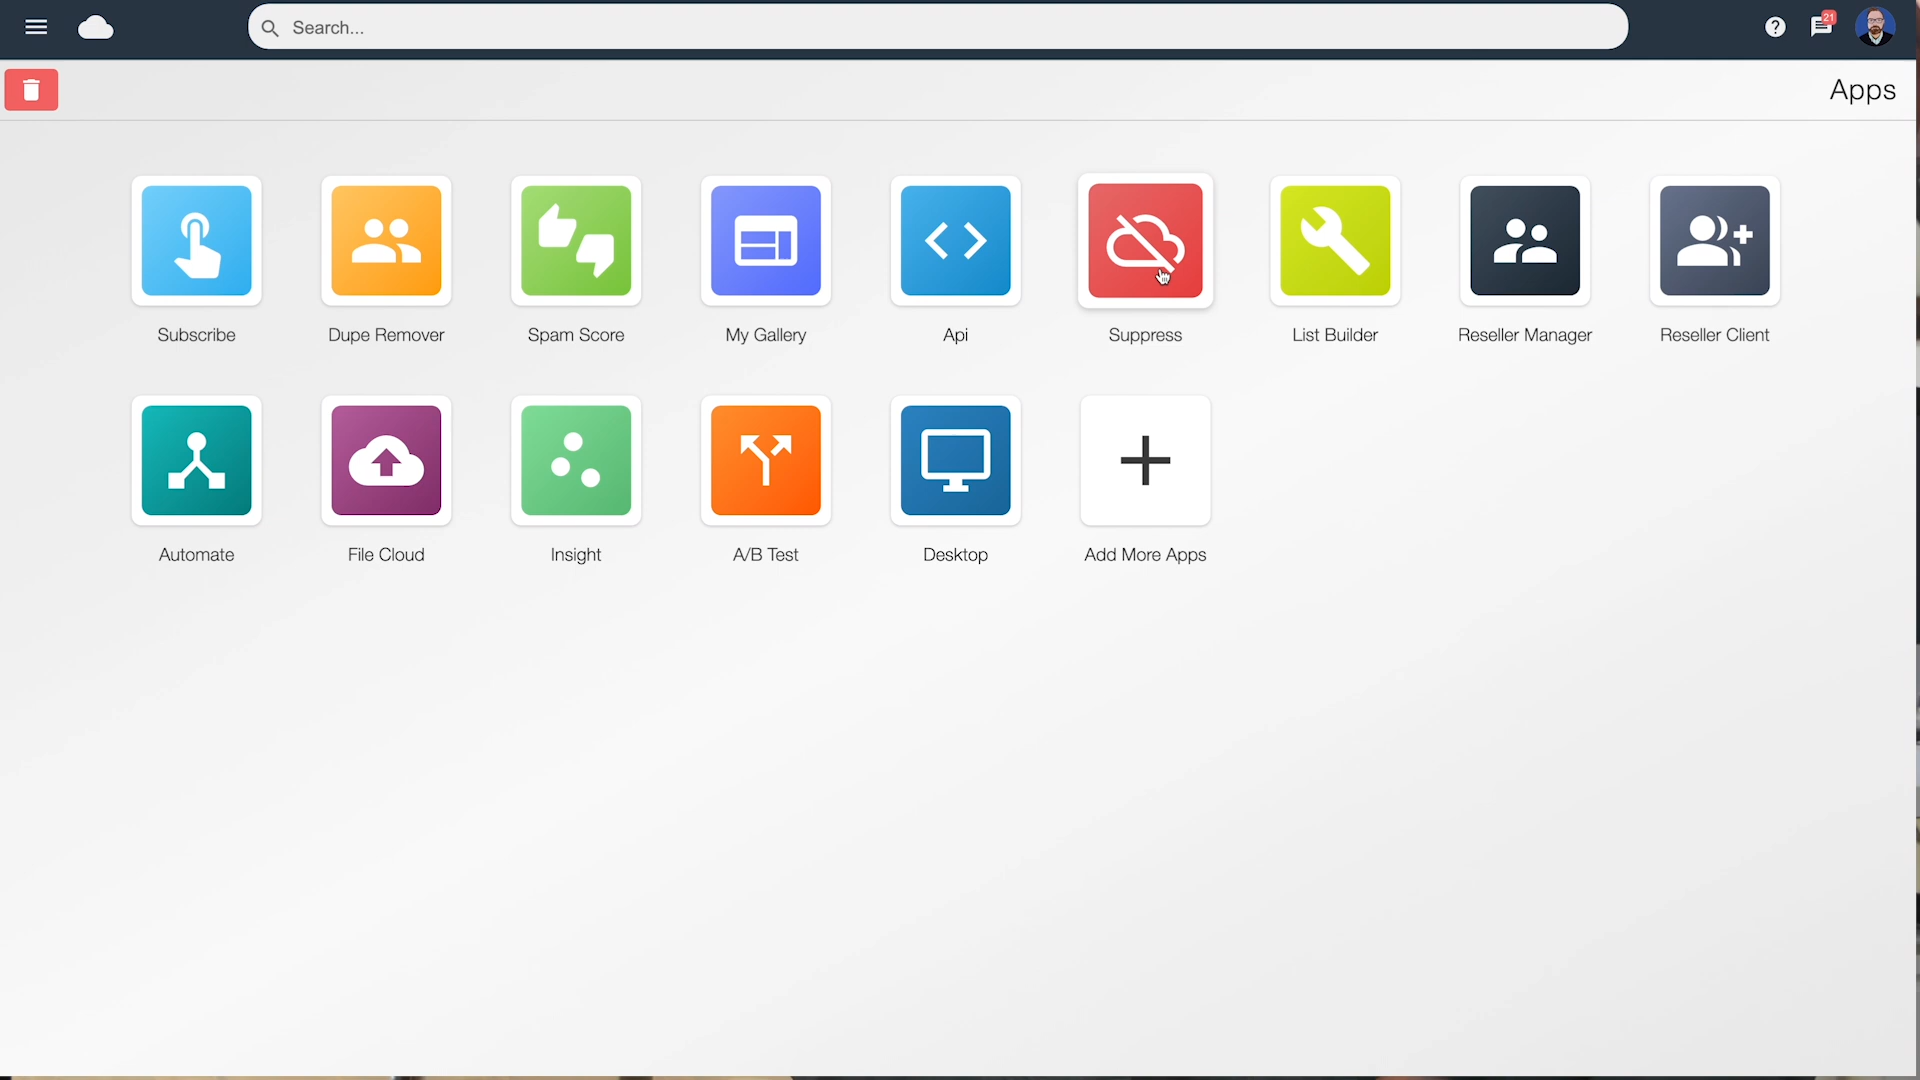 Search...
21
Apps
Subscribe
Dupe Remover
Spam Score
My Gallery
Api
Suppress
List Builder
Reseller Manager
Reseller Client
Automate
File Cloud
Insight
A/B Test
Desktop
Add More Apps